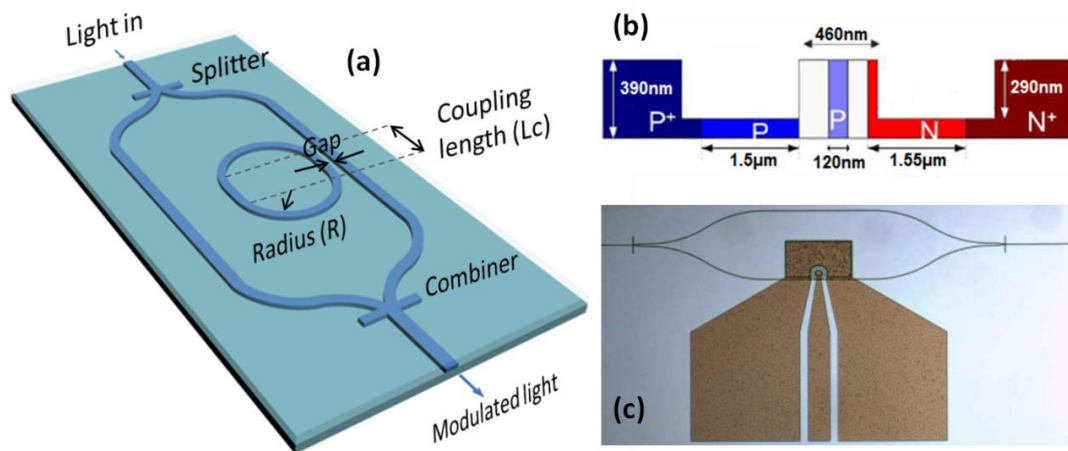 Light in
Splitter
(a)
Coupling
length (Lc)
Gap
Radius (R)
Combiner
Modulated light
(b)
460nm
390nm
290nm
P+
P
P
N
N+
1.5µm
120nm
1.55µm
(c)